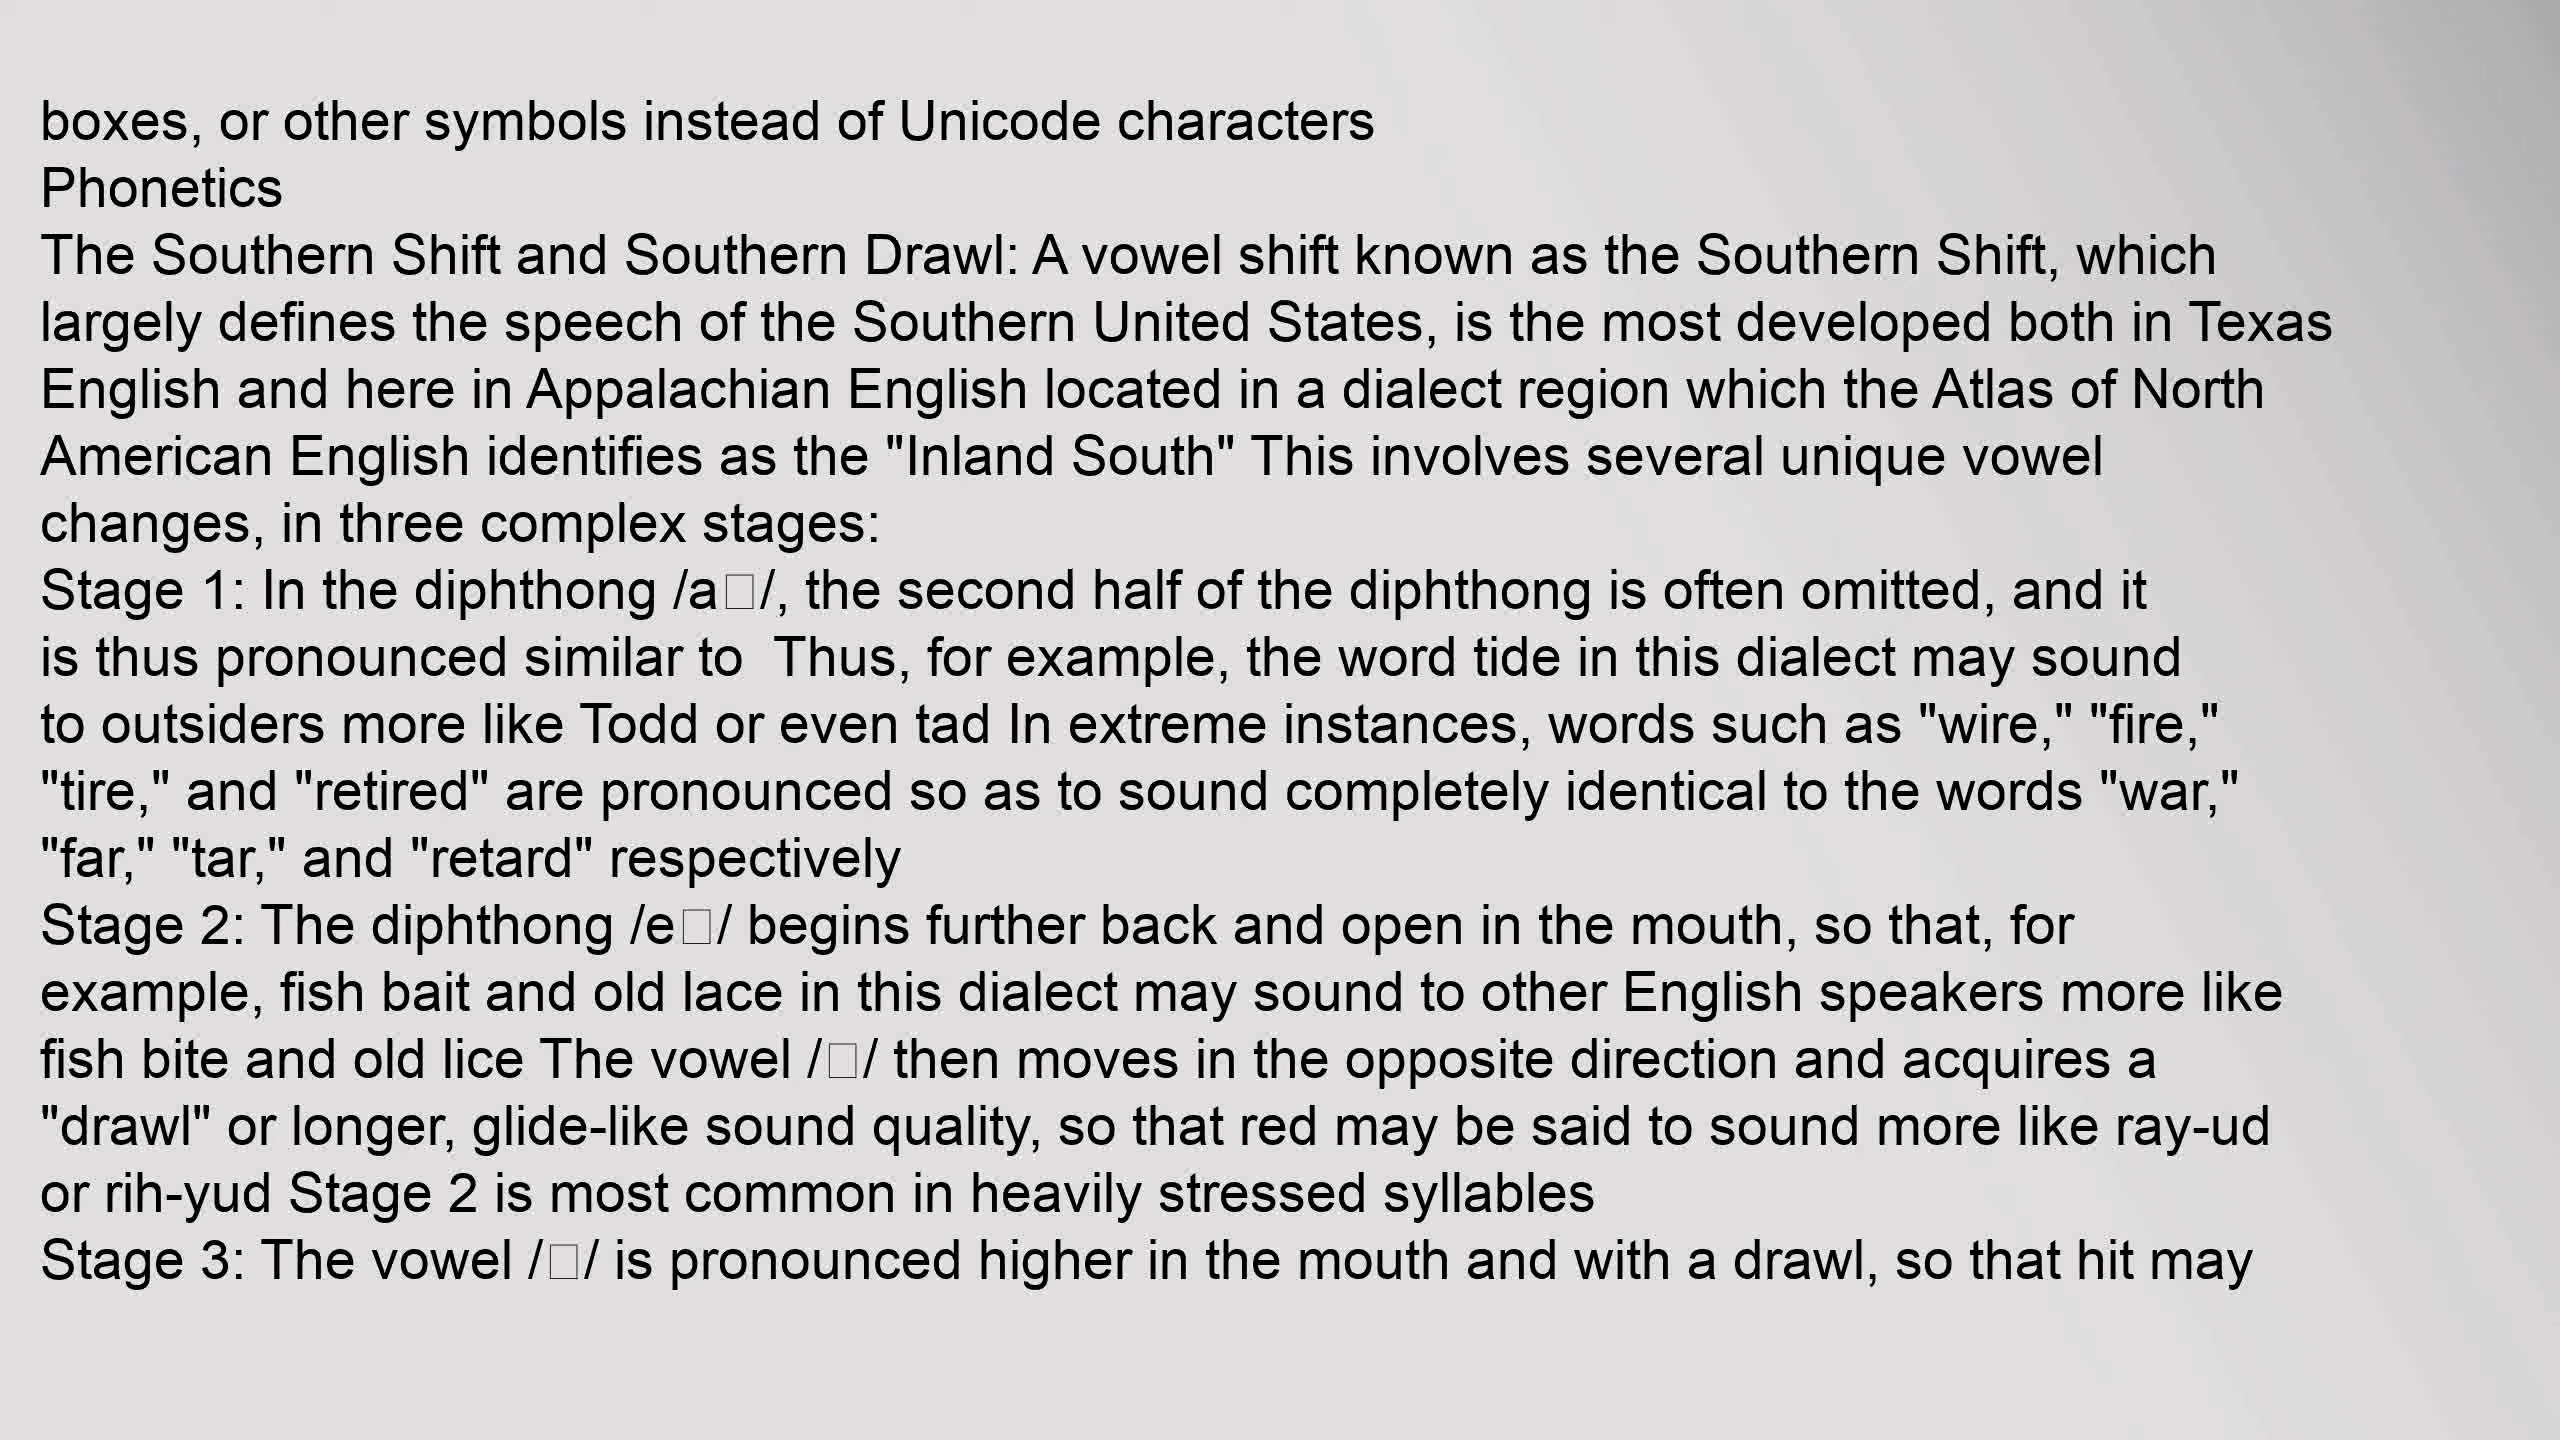 boxes, or other symbols instead of Unicode characters
Phonetics
The Southern Shift and Southern Drawl: A vowel shift known as the Southern Shift, which
largely defines the speech of the Southern United States, is the most developed both in Texas
English and here in Appalachian English located in a dialect region which the Atlas of North
American English identifies as the "Inland South" This involves several unique vowel
changes, in three complex stages:
Stage 1: In the diphthong /a□/, the second half of the diphthong is often omitted, and it
is thus pronounced similar to  Thus, for example, the word tide in this dialect may sound
to outsiders more like Todd or even tad In extreme instances, words such as "wire," "fire,"
"tire," and "retired" are pronounced so as to sound completely identical to the words "war,"
"far," "tar," and "retard" respectively
Stage 2: The diphthong /e□/ begins further back and open in the mouth, so that, for
example, fish bait and old lace in this dialect may sound to other English speakers more like
fish bite and old lice The vowel /□/ then moves in the opposite direction and acquires a
"drawl" or longer, glide-like sound quality, so that red may be said to sound more like ray-ud
or rih-yud Stage 2 is most common in heavily stressed syllables
Stage 3: The vowel /□/ is pronounced higher in the mouth and with a drawl, so that hit may